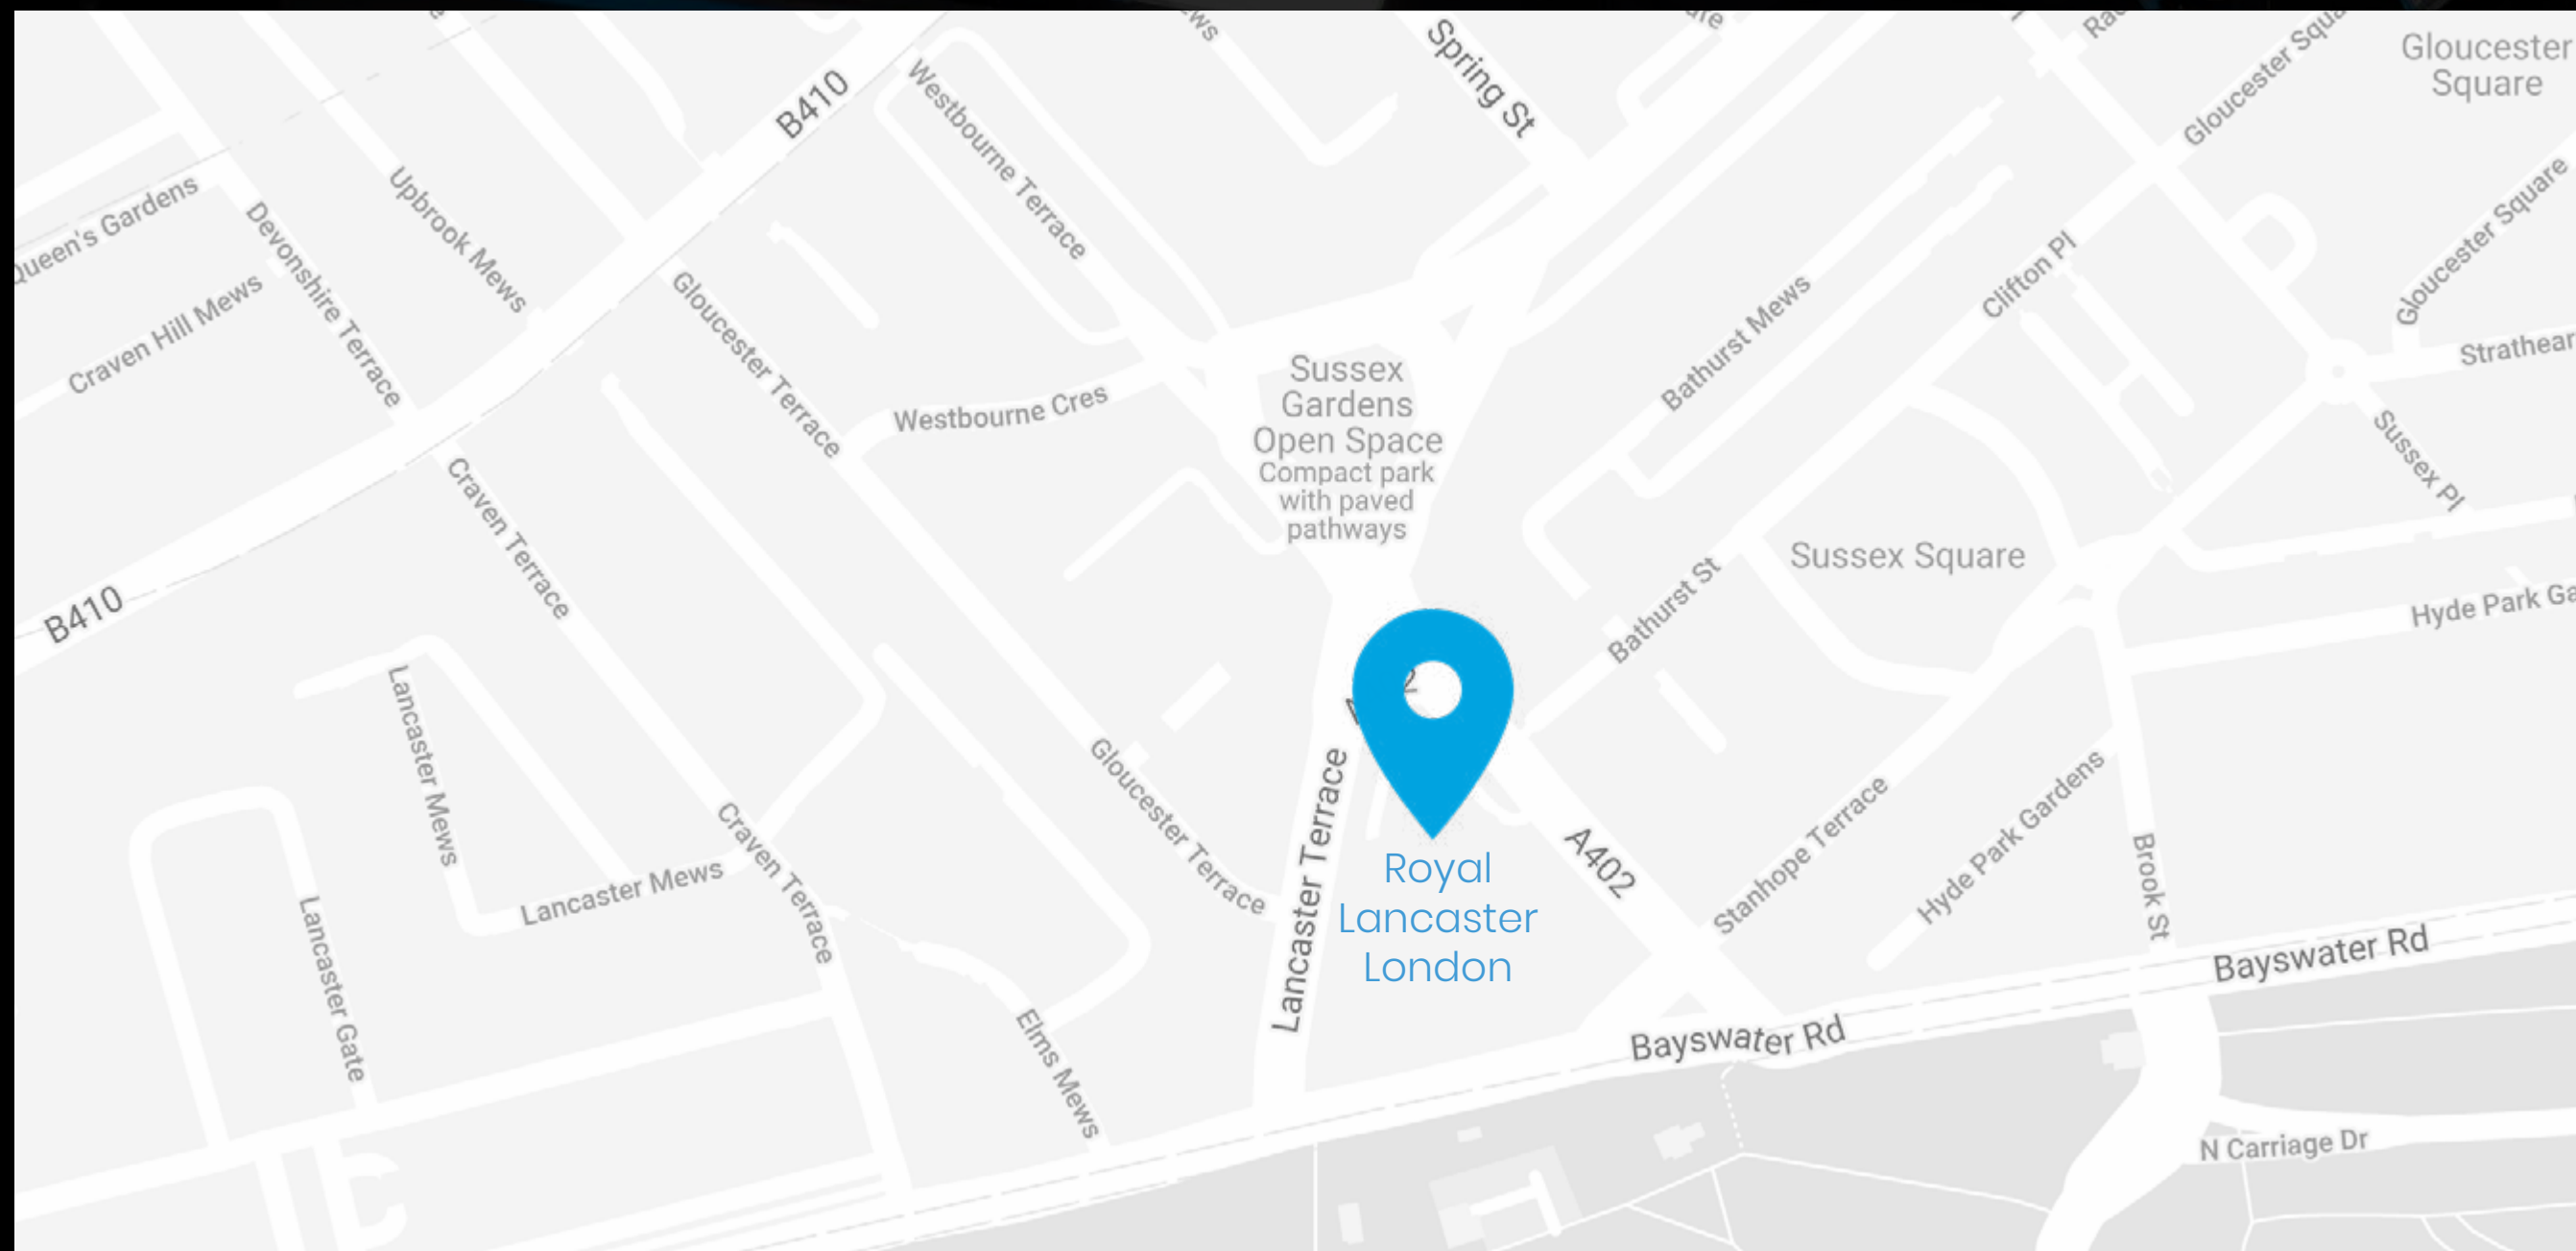 Spring St
Gloucester
Square
B410
Westbourne Terrace
Gloucester
Queen's Gardens
Upbrook Mews
Devonshire Terrace
Craven Hill Mews
Gloucester Square
Clifton Pl
Bathurst Mews
Gloucester Terrace
Westbourne Cres
Sussex
Gardens
Open Space
Compact park
with paved
pathways
Sussex Pl
Craven Terrace
Sussex Square
Bathurst St
B410
Hyde Park
Lancaster Mews
Gloucester Terrace
Lancaster Terrace
Lancaster Mews
Craven Terrace
A402
Stanhope Terrace
Hyde Park Gardens
Brook St
Royal
Lancaster
London
Lancaster Gate
Elms Mews
Bayswater Rd
Bayswater Rd
N Carriage Dr